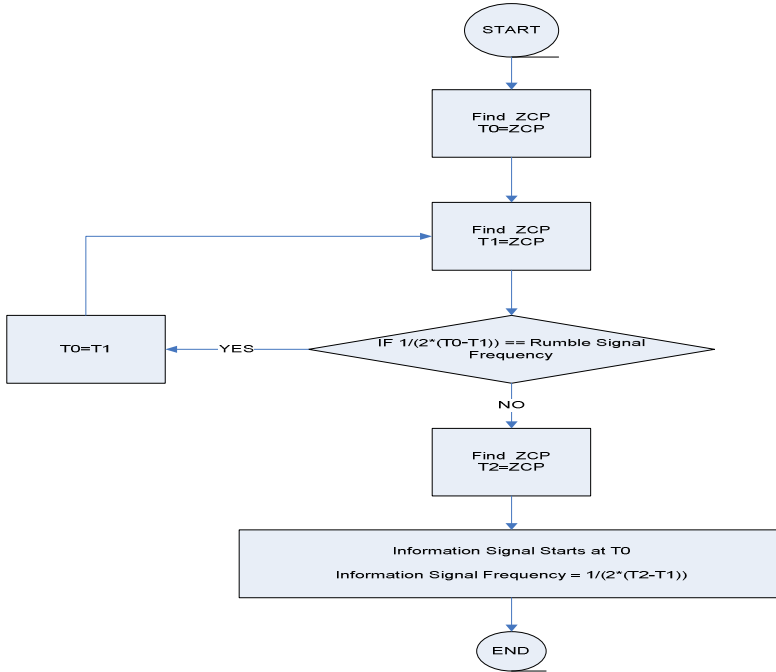 START
Find ZCP
T0=ZCP
Find ZCP
T1=ZCP
T0=T1
YES
IF 1/(2*(T0-T1)) == Rumble Signal
Frequency
NO
Find ZCP
T2=ZCP
Information Signal Starts at T0
Information Signal Frequency = 1/(2*(T2-T1))
END